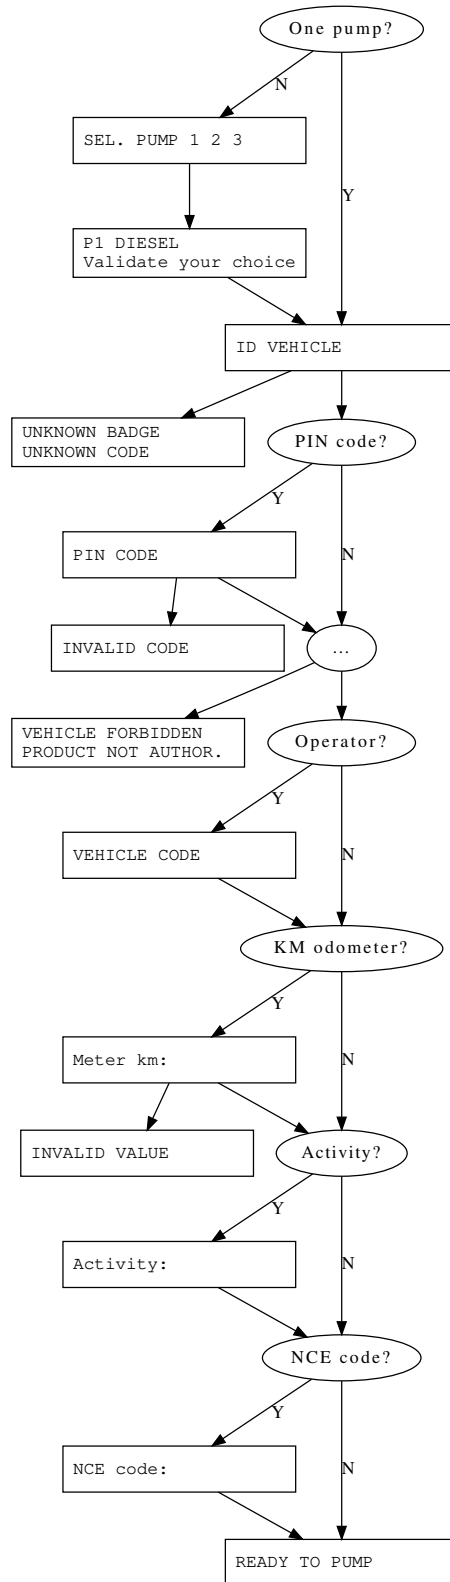 One pump?
N
SEL. PUMP 1 2 3
Y
P1 DIESEL
Validate your choice
ID VEHICLE
UNKNOWN BADGE
UNKNOWN CODE
PIN code?
Y
PIN CODE
N
INVALID CODE
...
VEHICLE FORBIDDEN
PRODUCT NOT AUTHOR.
Operator?
Y
VEHICLE CODE
N
KM odometer?
Y
Meter km:
N
INVALID VALUE
Activity?
Y
Activity:
N
NCE code?
Y
NCE code:
N
READY TO PUMP